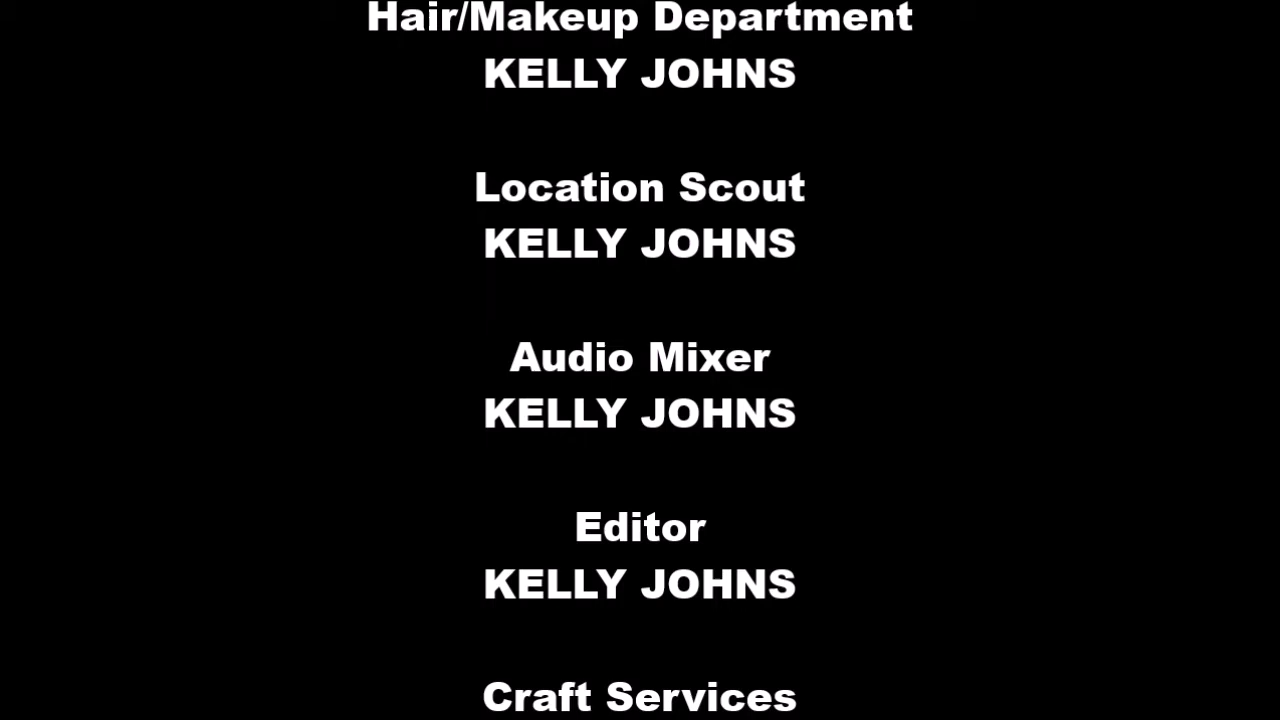 Hair/Makeup Department
KELLY JOHNS
Location Scout
KELLY JOHNS
Audio Mixer
KELLY JOHNS
Editor
KELLY JOHNS
Craft Services